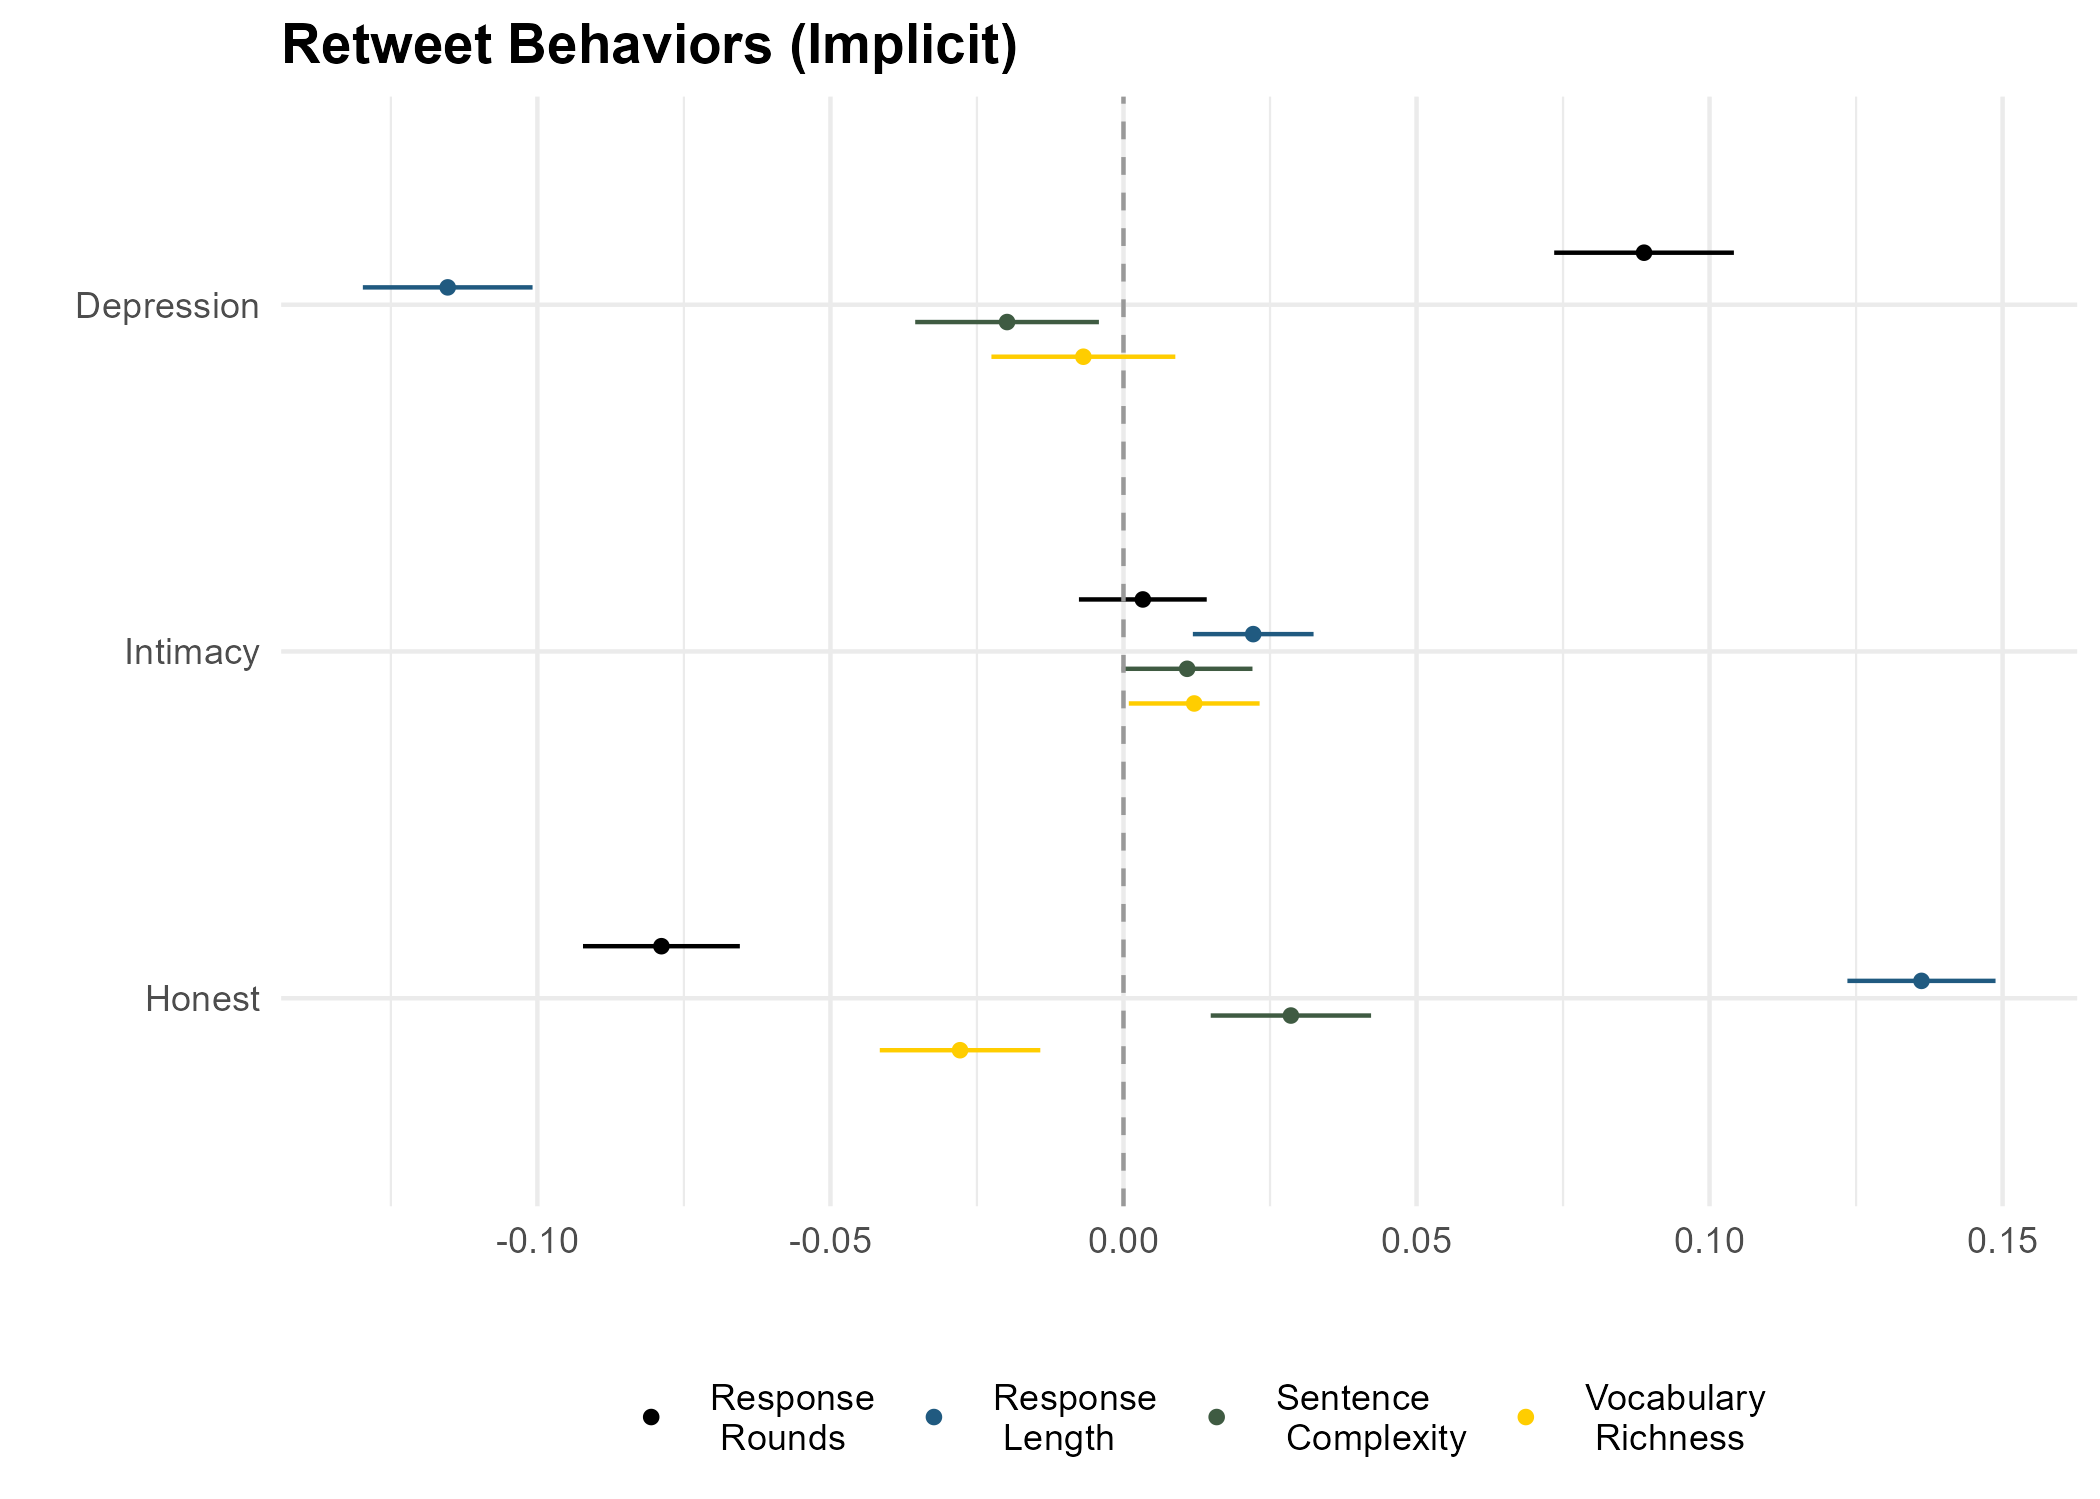 Retweet Behaviors (Implicit)
Depression
Intimacy
Honest
-0.10 -0.05 0.00 0.05 0.10 0.15
Response Rounds
Response Length
Sentence Complexity
Vocabulary Richness